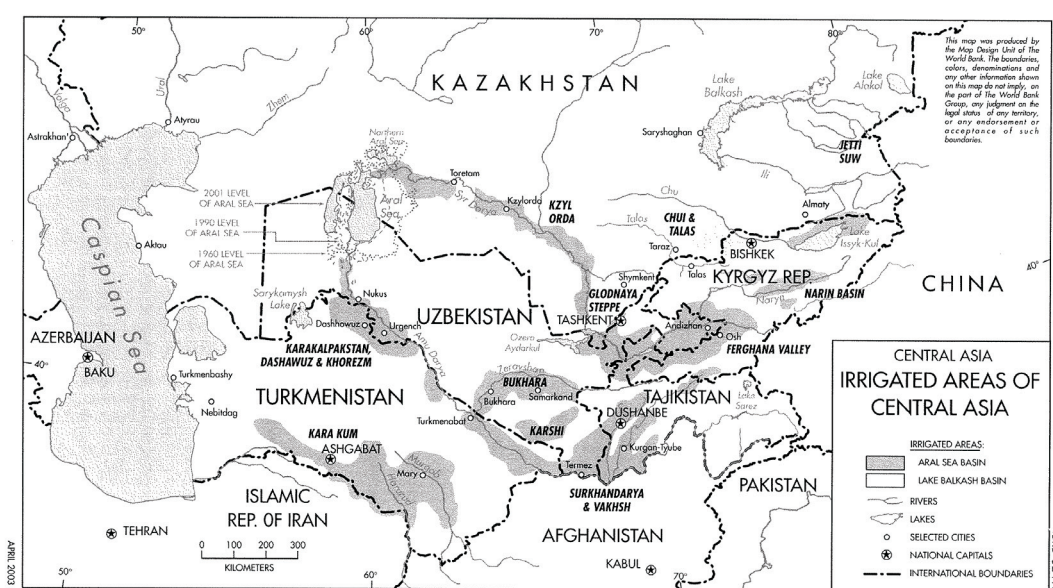 50°
60°
70°
80°
This map was produced by
the Map Design Unit of The
World Bank. The boundaries,
colors, denominations and
any other information shown
on this map do not imply, on
the part of The World Bank
Group, any judgment on the
legal status of any territory,
or any endorsement or
acceptance of such
boundaries.
KAZAKHSTAN
Volga
Ural
Zhem
Atyrau
Astrakhan'
Lake
Balkash
Lake
Alakol
Saryshaghan
JETTI
SUW
Ili
Northern
Aral Sea
Toretam
Aral
Sea
Syr Darya
Kzylorda
KZYL
ORDA
2001 LEVEL
OF ARAL SEA
1990 LEVEL
OF ARAL SEA
1960 LEVEL
OF ARAL SEA
Chu
Talas
CHUI &
TALAS
Almaty
Taraz
BISHKEK
Lake
Issyk-Kul
Talas
KYRGYZ REP.
Caspian Sea
Aktau
Shymkent
GLODNAYA
STEPPE
TASHKENT
Naryn
NARIN BASIN
CHINA
40°
Sarykamysh
Lake
Nukus
UZBEKISTAN
Dashhowuz
Urgench
KARAKALPAKSTAN,
DASHAWUZ & KHOREZM
Amy Darya
Ozero
Aydarkul
Andizhan
Osh
FERGHANA VALLEY
AZERBAIJAN
BAKU
40°
Turkmenbashy
Nebitdag
TURKMENISTAN
Zeravshan
BUKHARA
Bukhara
Samarkand
TAJIKISTAN
DUSHANBE
Lake
Sarez
Turkmenabat
KARSHI
Kurgan-Tyube
KARA KUM
ASHGABAT
Mary
Termez
SURKHANDARYA
& VAKHSH
PAKISTAN
ISLAMIC
REP. OF IRAN
AFGHANISTAN
TEHRAN
KABUL
0 100 200 300
KILOMETERS
CENTRAL ASIA
IRRIGATED AREAS OF
CENTRAL ASIA
IRRIGATED AREAS:
ARAL SEA BASIN
LAKE BALKASH BASIN
RIVERS
LAKES
SELECTED CITIES
NATIONAL CAPITALS
INTERNATIONAL BOUNDARIES
APRIL 2003
50°
60°
70°